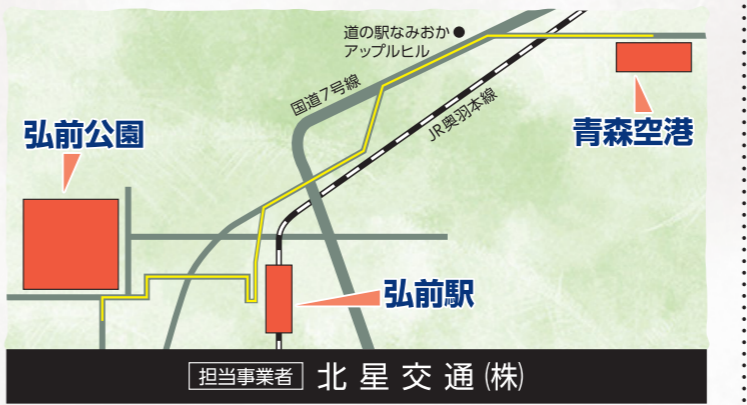 道の駅なみおか
アップルヒル
国道7号線
JR奥羽本線
弘前公園
青森空港
弘前駅
担当事業者 北星交通(株)